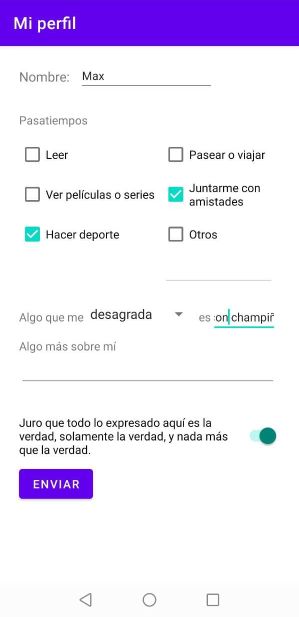 Mi perfil
Nombre: Max
Pasatiempos
Leer
Pasear o viajar
Ver películas o series
Juntarme con
amistades
Hacer deporte
Otros
Algo que me desagrada es on champiñ
Algo más sobre mí
Juro que todo lo expresado aquí es la
verdad, solamente la verdad, y nada más
que la verdad.
ENVIAR